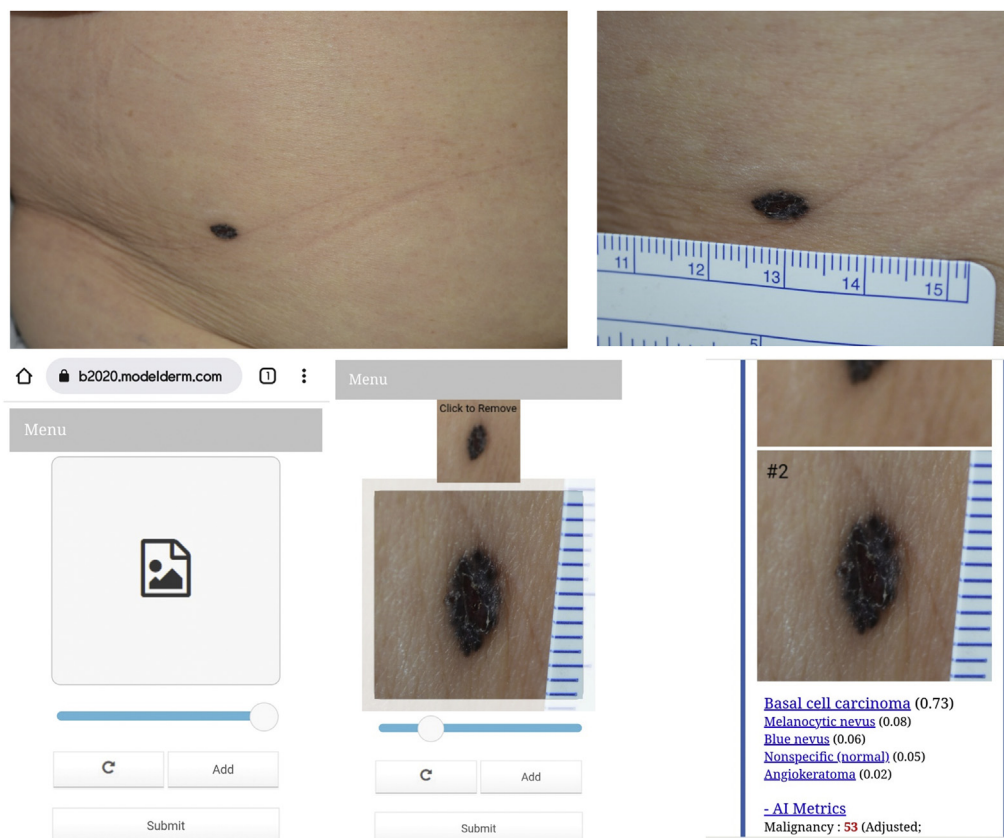 11 12 13 14 15
5
b2020.modelderm.com
1
Menu
Add
Submit
Menu
Click to Remove
Add
Submit
#2
Basal cell carcinoma (0.73)
Melanocytic nevus (0.08)
Blue nevus (0.06)
Nonspecific (normal) (0.05)
Angiokeratoma (0.02)
- AI Metrics
Malignancy : 53 (Adjusted;